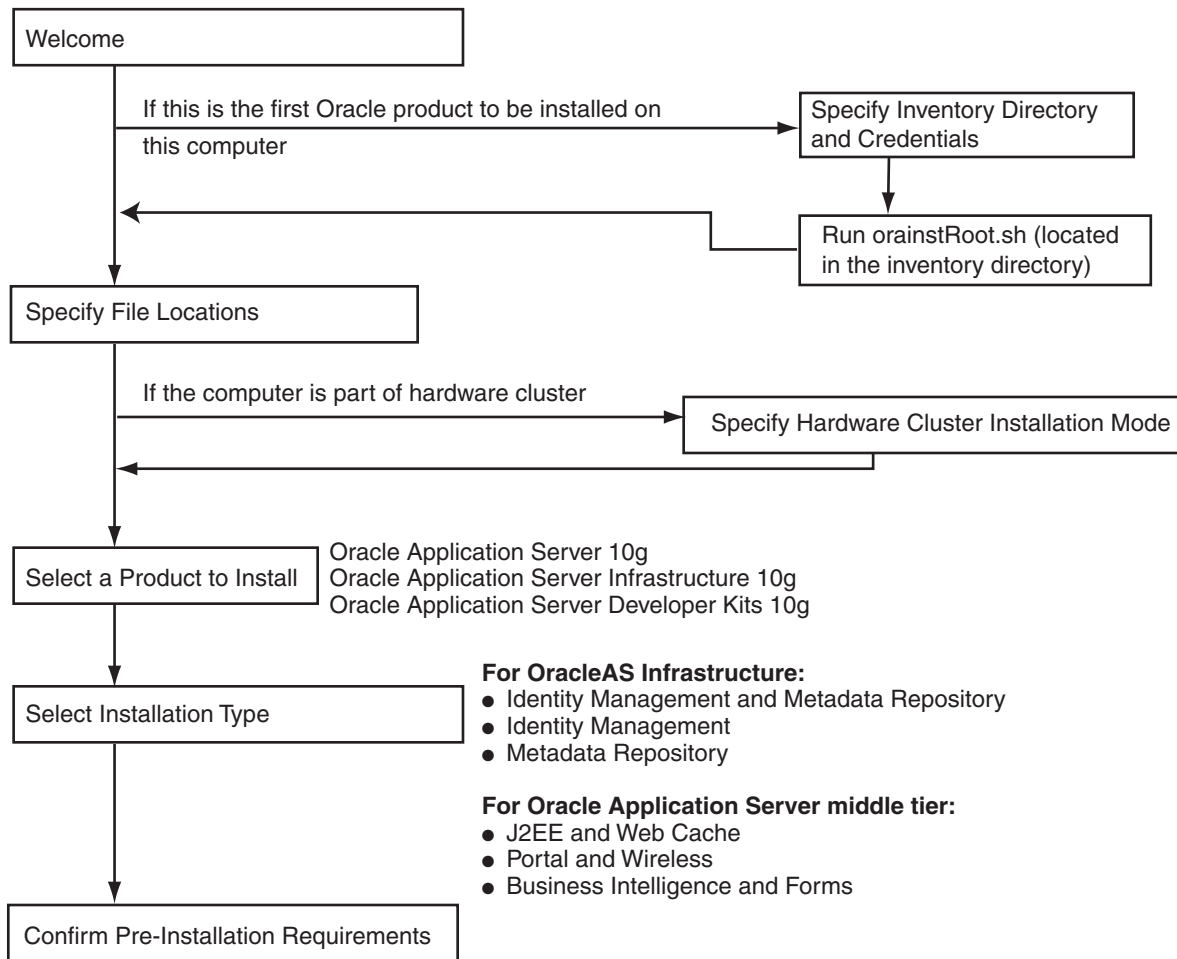 Welcome
If this is the first Oracle product to be installed on
this computer
Specify Inventory Directory
and Credentials
Run orainstRoot.sh (located
in the inventory directory)
Specify File Locations
If the computer is part of hardware cluster
Specify Hardware Cluster Installation Mode
Select a Product to Install
Oracle Application Server 10g
Oracle Application Server Infrastructure 10g
Oracle Application Server Developer Kits 10g
Select Installation Type
For OracleAS Infrastructure:
● Identity Management and Metadata Repository
● Identity Management
● Metadata Repository
For Oracle Application Server middle tier:
● J2EE and Web Cache
● Portal and Wireless
● Business Intelligence and Forms
Confirm Pre-Installation Requirements